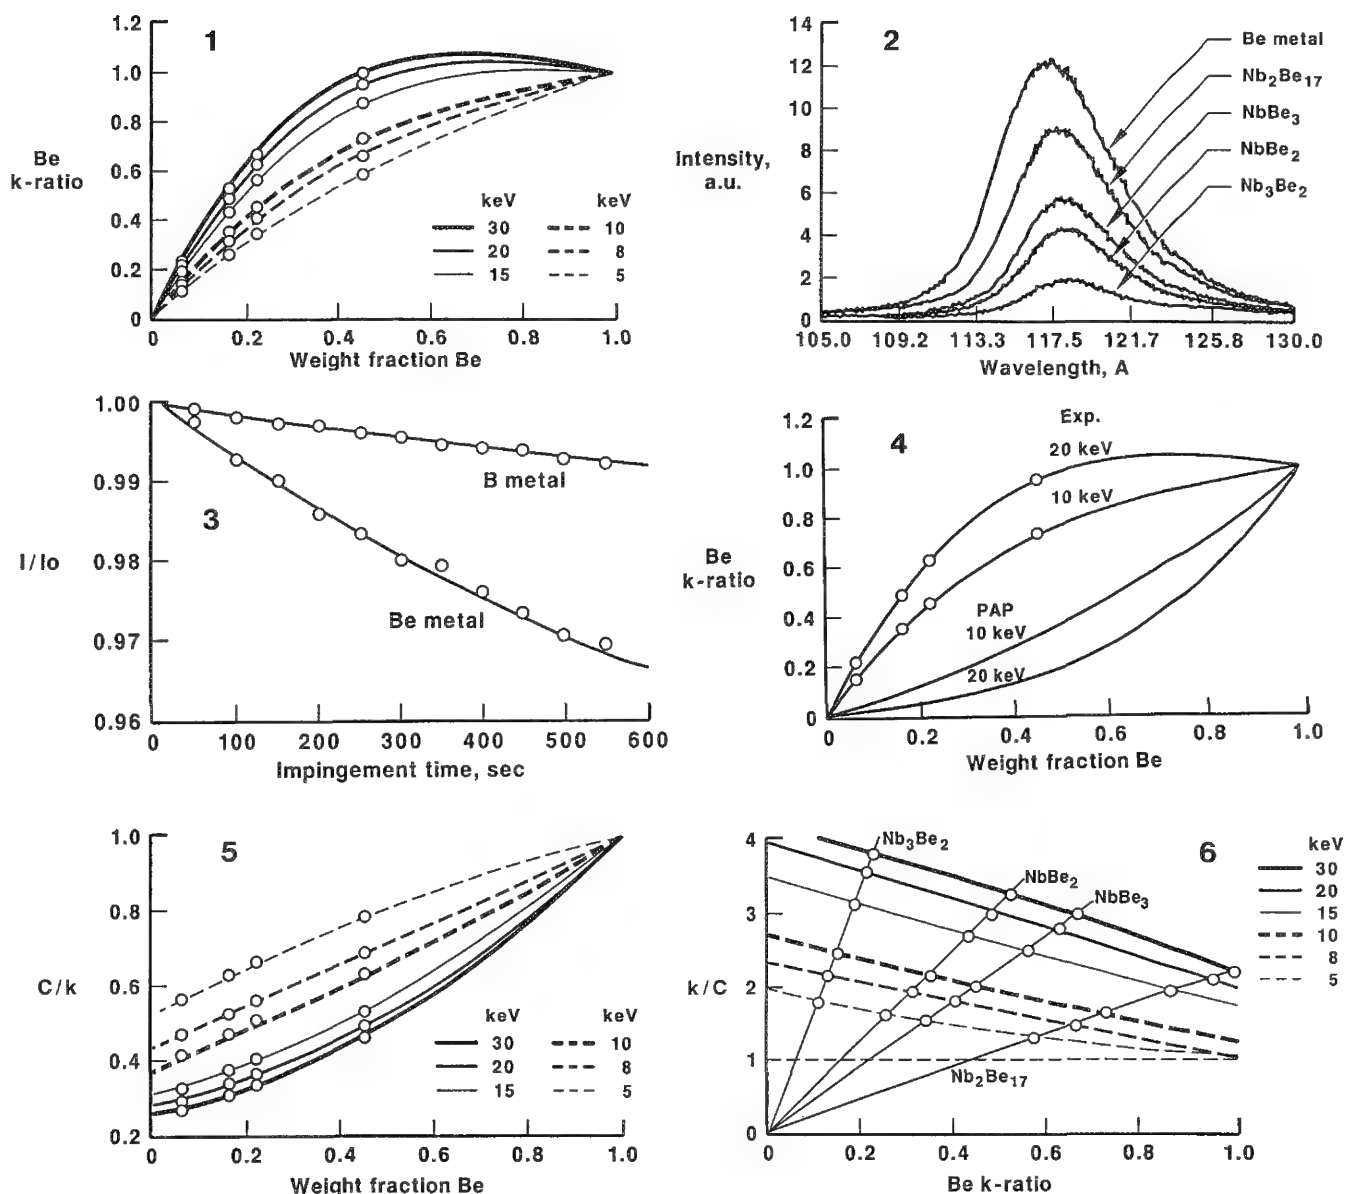 1
1.2
1.0
0.8
0.6
0.4
0.2
0
Be
k-ratio
keV keV
30 10
20 8
15 5
0 0.2 0.4 0.6 0.8 1.0
Weight fraction Be
2
14
12
10
8
6
4
2
0
Intensity,
a.u.
Be metal
Nb₂Be₁₇
NbBe₃
NbBe₂
Nb₃Be₂
105.0 109.2 113.3 117.5 121.7 125.8 130.0
Wavelength, A
3
1.00
0.99
0.98
0.97
0.96
I/Io
B metal
Be metal
0 100 200 300 400 500 600
Impingement time, sec
4
1.2
1.0
0.8
0.6
0.4
0.2
0
Be
k-ratio
Exp.
20 keV
10 keV
PAP
10 keV
20 keV
0 0.2 0.4 0.6 0.8 1.0
Weight fraction Be
5
1.0
0.8
0.6
0.4
0.2
C/k
keV keV
30 10
20 8
15 5
0 0.2 0.4 0.6 0.8 1.0
Weight fraction Be
6
4
3
2
1
0
k/C
Nb₃Be₂
NbBe₂
NbBe₃
Nb₂Be₁₇
keV
30
20
15
10
8
5
0 0.2 0.4 0.6 0.8 1.0
Be k-ratio